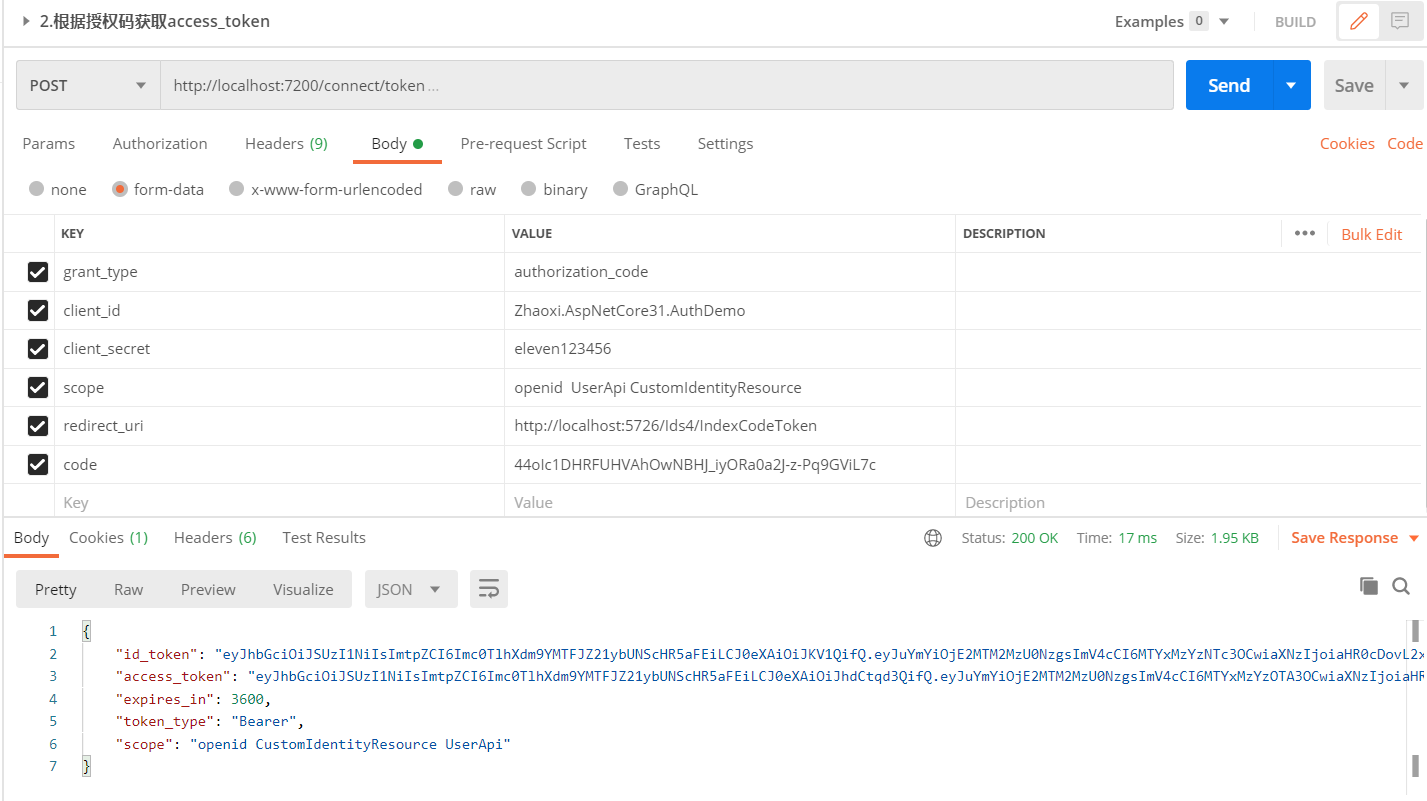 2.根据授权码获取access_token Examples 0 BUILD
POST http://localhost:7200/connect/token ... Send Save
Params Authorization Headers (9) Body Pre-request Script Tests Settings Cookies Code
none form-data x-www-form-urlencoded raw binary GraphQL
KEY VALUE DESCRIPTION ••• Bulk Edit
grant_type authorization_code
client_id Zhaoxi.AspNetCore31.AuthDemo
client_secret eleven123456
scope openid  UserApi CustomIdentityResource
redirect_uri http://localhost:5726/Ids4/IndexCodeToken
code 44oIc1DHRFUHVAhOwNBHJ_iyORa0a2J-z-Pq9GViL7c
Key Value Description
Body Cookies (1) Headers (6) Test Results Status: 200 OK Time: 17 ms Size: 1.95 KB Save Response
Pretty Raw Preview Visualize JSON
1 {
2 "id_token": "eyJhbGciOiJSUzI1NiIsImtpZCI6Imc0TlhXdm9YMTFJZ21ybUNScHR5aFEiLCJ0eXAiOiJKV1QifQ.eyJuYmYiOjE2MTM2MzU0NzgsImV4cCI6MTYxMzYzNTc3OCwiaXNzIjoiaHR0cDovL2x
3 "access_token": "eyJhbGciOiJSUzI1NiIsImtpZCI6Imc0TlhXdm9YMTFJZ21ybUNScHR5aFEiLCJ0eXAiOiJhdCtqd3QifQ.eyJuYmYiOjE2MTM2MzU0NzgsImV4cCI6MTYxMzYzOTA3OCwiaXNzIjoiaHR
4 "expires_in": 3600,
5 "token_type": "Bearer",
6 "scope": "openid CustomIdentityResource UserApi"
7 }